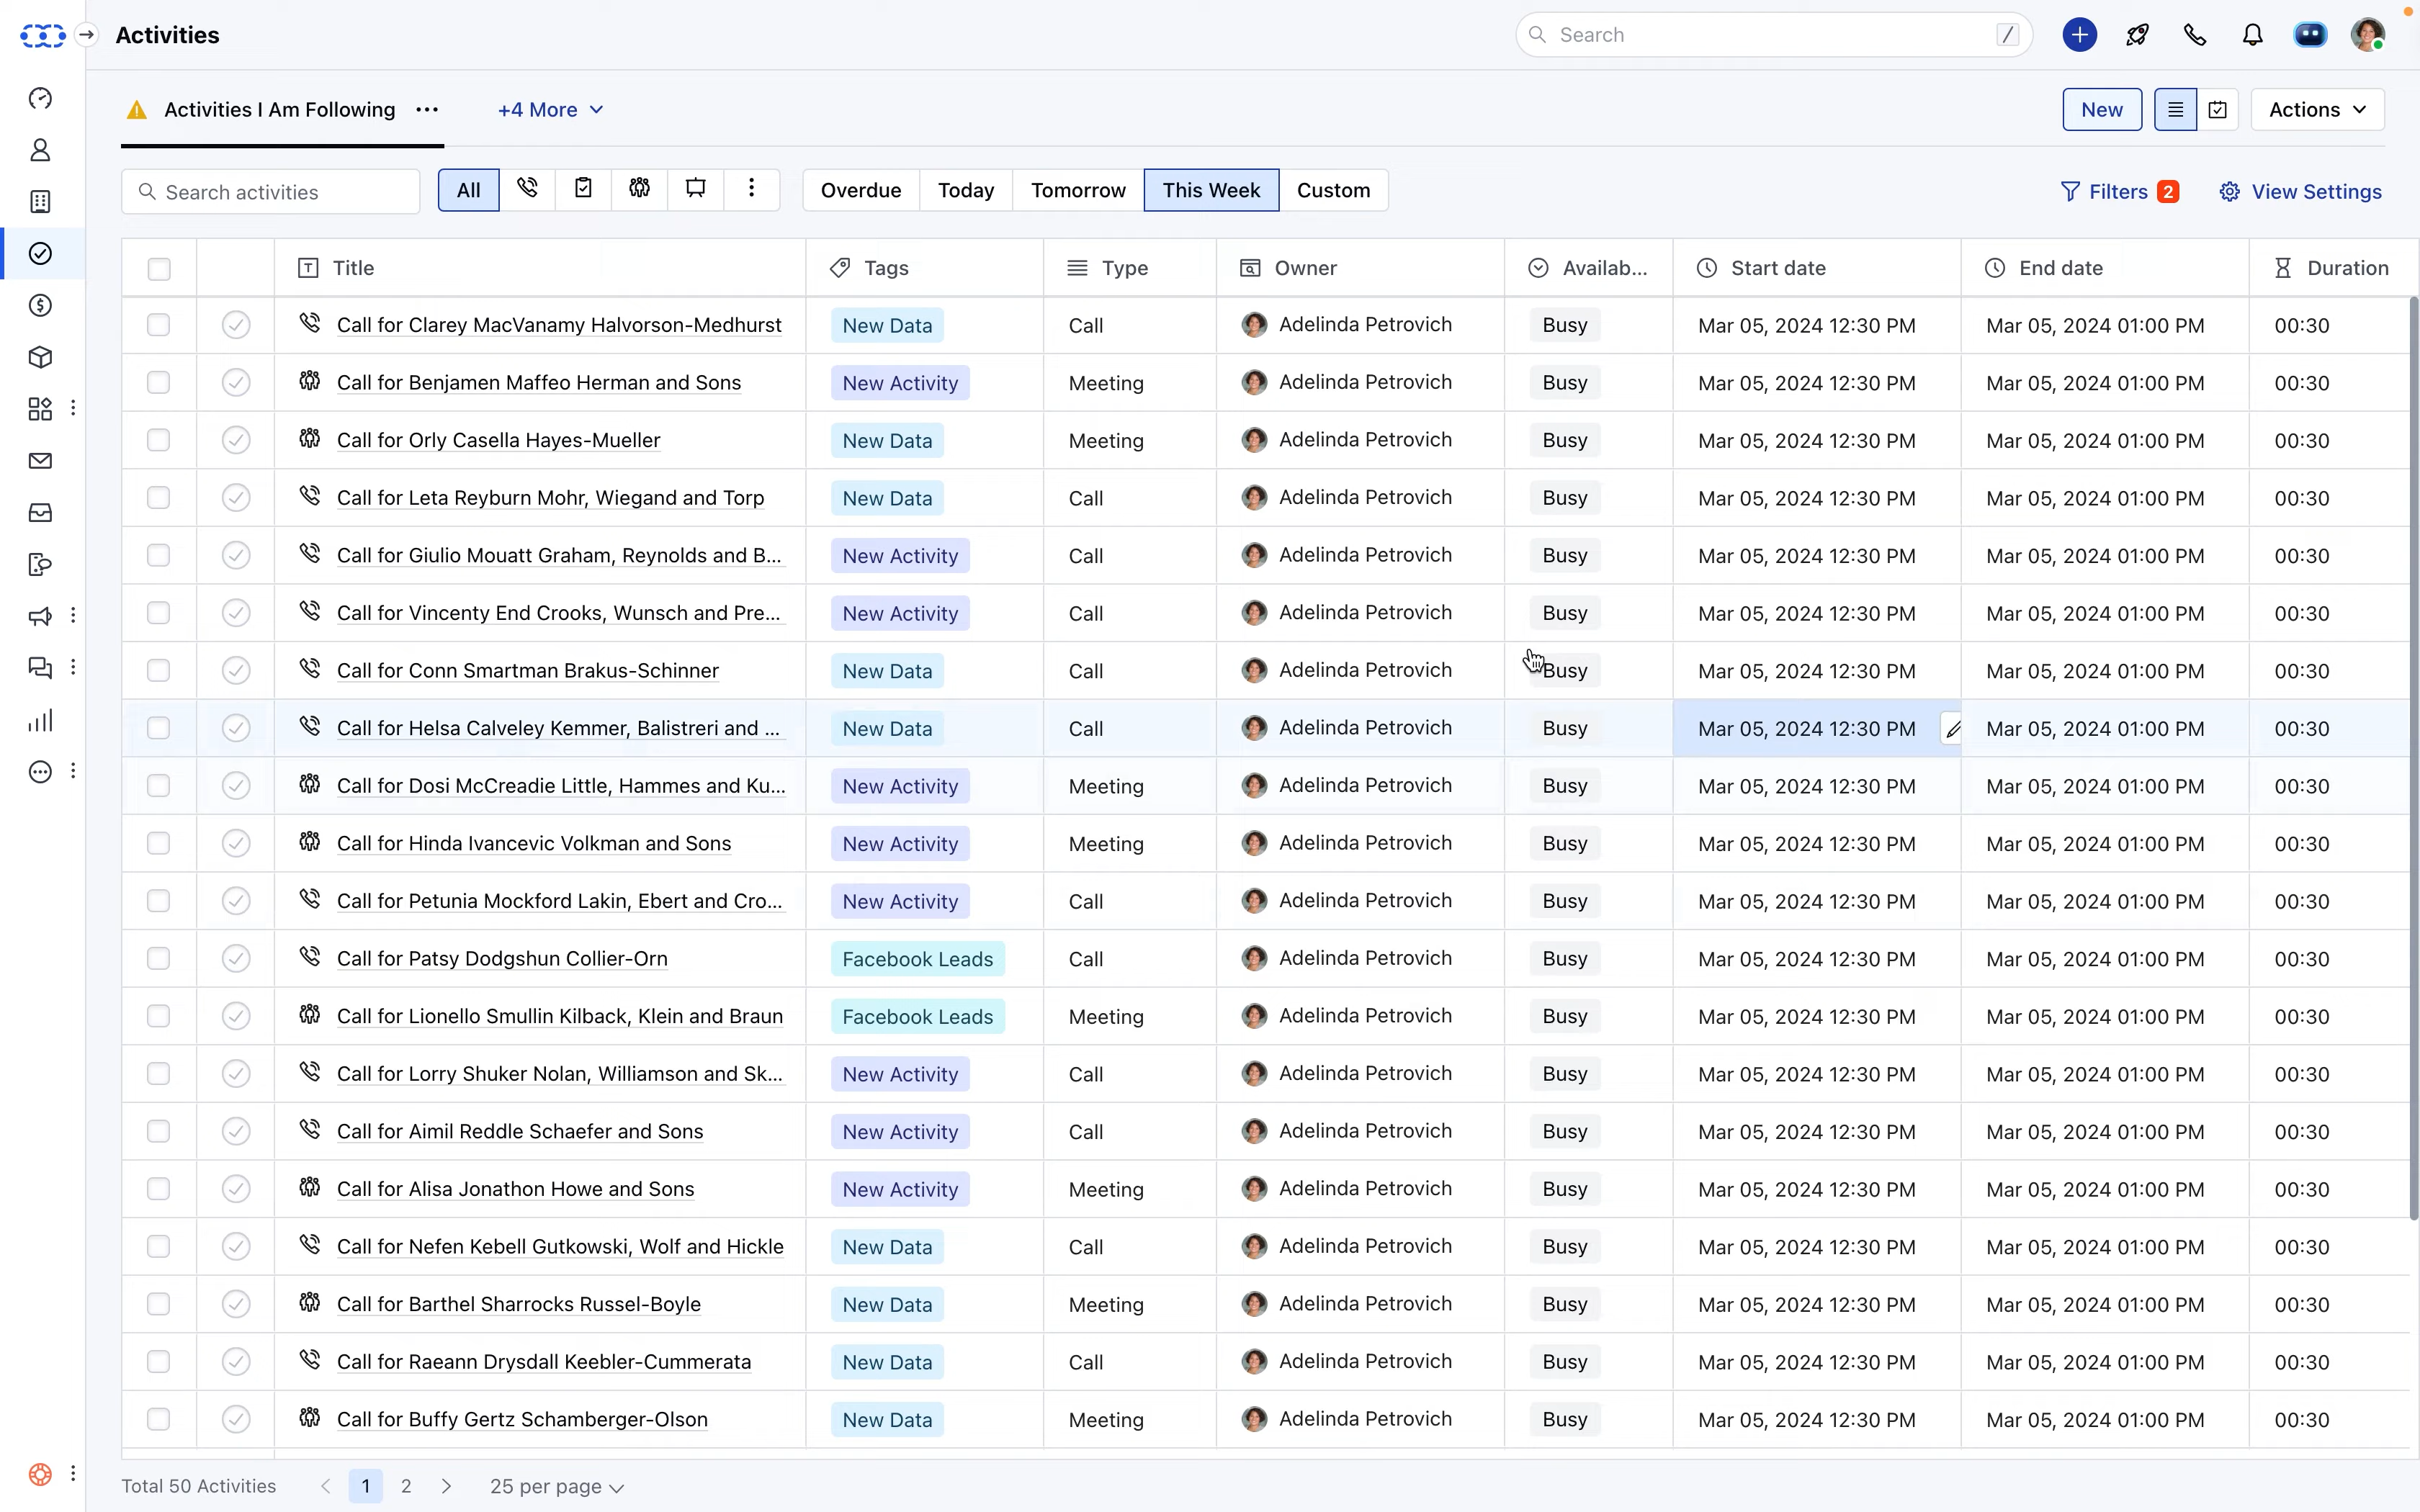 Activities
Search /
Activities I Am Following +4 More New Actions
Search activities All Overdue Today Tomorrow This Week Custom Filters 2 View Settings
Title Tags Type Owner Availab... Start date End date Duration
Call for Clarey MacVanamy Halvorson-Medhurst New Data Call Adelinda Petrovich Busy Mar 05, 2024 12:30 PM Mar 05, 2024 01:00 PM 00:30
Call for Benjamen Maffeo Herman and Sons New Activity Meeting Adelinda Petrovich Busy Mar 05, 2024 12:30 PM Mar 05, 2024 01:00 PM 00:30
Call for Orly Casella Hayes-Mueller New Data Meeting Adelinda Petrovich Busy Mar 05, 2024 12:30 PM Mar 05, 2024 01:00 PM 00:30
Call for Leta Reyburn Mohr, Wiegand and Torp New Data Call Adelinda Petrovich Busy Mar 05, 2024 12:30 PM Mar 05, 2024 01:00 PM 00:30
Call for Giulio Mouatt Graham, Reynolds and B... New Activity Call Adelinda Petrovich Busy Mar 05, 2024 12:30 PM Mar 05, 2024 01:00 PM 00:30
Call for Vincenty End Crooks, Wunsch and Pre... New Activity Call Adelinda Petrovich Busy Mar 05, 2024 12:30 PM Mar 05, 2024 01:00 PM 00:30
Call for Conn Smartman Brakus-Schinner New Data Call Adelinda Petrovich Busy Mar 05, 2024 12:30 PM Mar 05, 2024 01:00 PM 00:30
Call for Helsa Calveley Kemmer, Balistreri and ... New Data Call Adelinda Petrovich Busy Mar 05, 2024 12:30 PM Mar 05, 2024 01:00 PM 00:30
Call for Dosi McCreadie Little, Hammes and Ku... New Activity Meeting Adelinda Petrovich Busy Mar 05, 2024 12:30 PM Mar 05, 2024 01:00 PM 00:30
Call for Hinda Ivancevic Volkman and Sons New Activity Meeting Adelinda Petrovich Busy Mar 05, 2024 12:30 PM Mar 05, 2024 01:00 PM 00:30
Call for Petunia Mockford Lakin, Ebert and Cro... New Activity Call Adelinda Petrovich Busy Mar 05, 2024 12:30 PM Mar 05, 2024 01:00 PM 00:30
Call for Patsy Dodgshun Collier-Orn Facebook Leads Call Adelinda Petrovich Busy Mar 05, 2024 12:30 PM Mar 05, 2024 01:00 PM 00:30
Call for Lionello Smullin Kilback, Klein and Braun Facebook Leads Meeting Adelinda Petrovich Busy Mar 05, 2024 12:30 PM Mar 05, 2024 01:00 PM 00:30
Call for Lorry Shuker Nolan, Williamson and Sk... New Activity Call Adelinda Petrovich Busy Mar 05, 2024 12:30 PM Mar 05, 2024 01:00 PM 00:30
Call for Aimil Reddle Schaefer and Sons New Activity Call Adelinda Petrovich Busy Mar 05, 2024 12:30 PM Mar 05, 2024 01:00 PM 00:30
Call for Alisa Jonathon Howe and Sons New Activity Meeting Adelinda Petrovich Busy Mar 05, 2024 12:30 PM Mar 05, 2024 01:00 PM 00:30
Call for Nefen Kebell Gutkowski, Wolf and Hickle New Data Call Adelinda Petrovich Busy Mar 05, 2024 12:30 PM Mar 05, 2024 01:00 PM 00:30
Call for Barthel Sharrocks Russel-Boyle New Data Meeting Adelinda Petrovich Busy Mar 05, 2024 12:30 PM Mar 05, 2024 01:00 PM 00:30
Call for Raeann Drysdall Keebler-Cummerata New Data Call Adelinda Petrovich Busy Mar 05, 2024 12:30 PM Mar 05, 2024 01:00 PM 00:30
Call for Buffy Gertz Schamberger-Olson New Data Meeting Adelinda Petrovich Busy Mar 05, 2024 12:30 PM Mar 05, 2024 01:00 PM 00:30
Total 50 Activities 1 2 25 per page